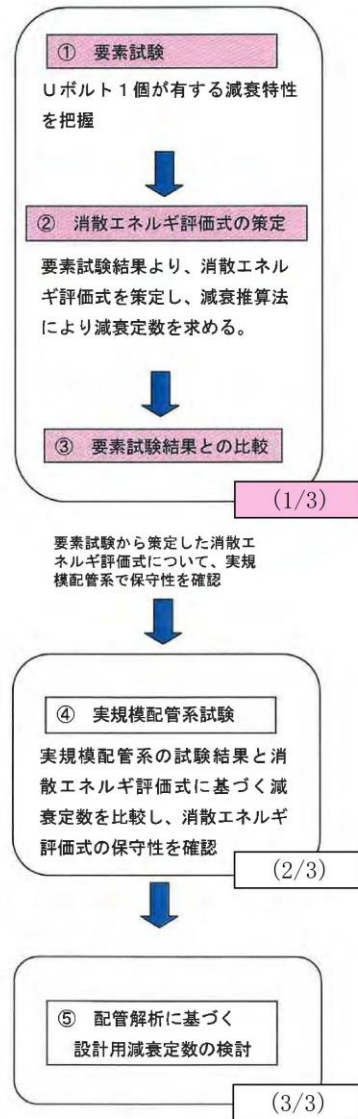 ① 要素試験
Uボルト1個が有する減衰特性
を把握
② 消散エネルギ評価式の策定
要素試験結果より、消散エネル
ギ評価式を策定し、減衰推算法
により減衰定数を求める。
③ 要素試験結果との比較
(1/3)
要素試験から策定した消散エ
ネルギ評価式について、実規
模配管系で保守性を確認
④ 実規模配管系試験
実規模配管系の試験結果と消
散エネルギ評価式に基づく減
衰定数を比較し、消散エネルギ
評価式の保守性を確認
(2/3)
⑤ 配管解析に基づく
設計用減衰定数の検討
(3/3)